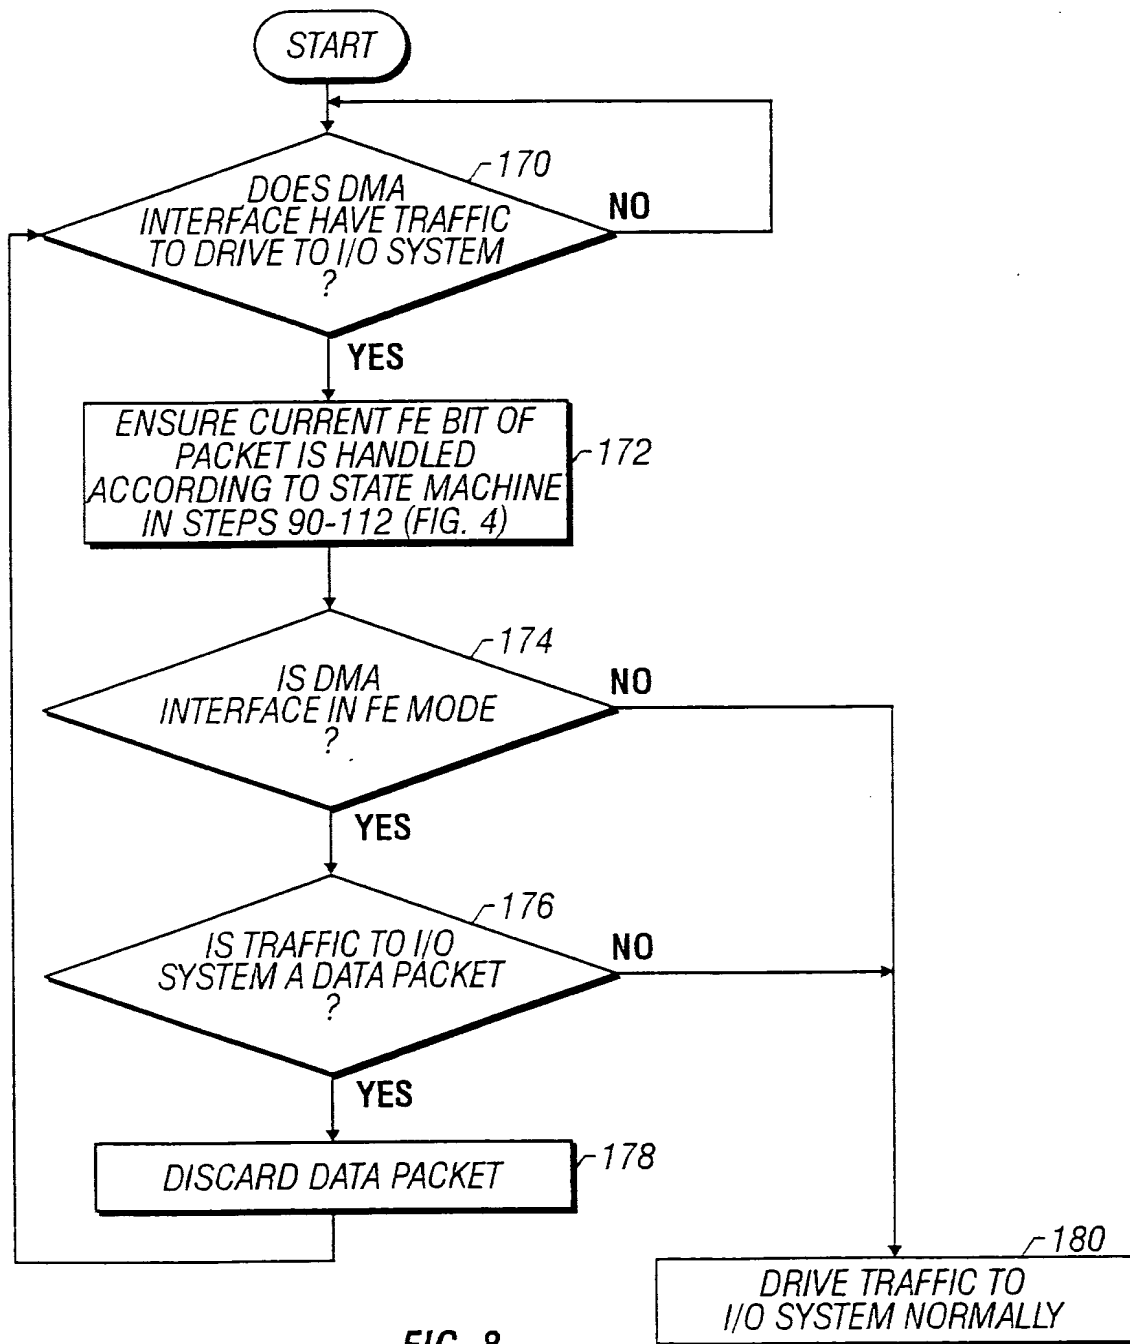 START
170
DOES DMA
INTERFACE HAVE TRAFFIC
TO DRIVE TO I/O SYSTEM
?
NO
YES
ENSURE CURRENT FE BIT OF
PACKET IS HANDLED
ACCORDING TO STATE MACHINE
IN STEPS 90-112 (FIG. 4)
172
174
IS DMA
INTERFACE IN FE MODE
?
NO
YES
176
IS TRAFFIC TO I/O
SYSTEM A DATA PACKET
?
NO
YES
DISCARD DATA PACKET
178
180
DRIVE TRAFFIC TO
I/O SYSTEM NORMALLY
FIG. 8